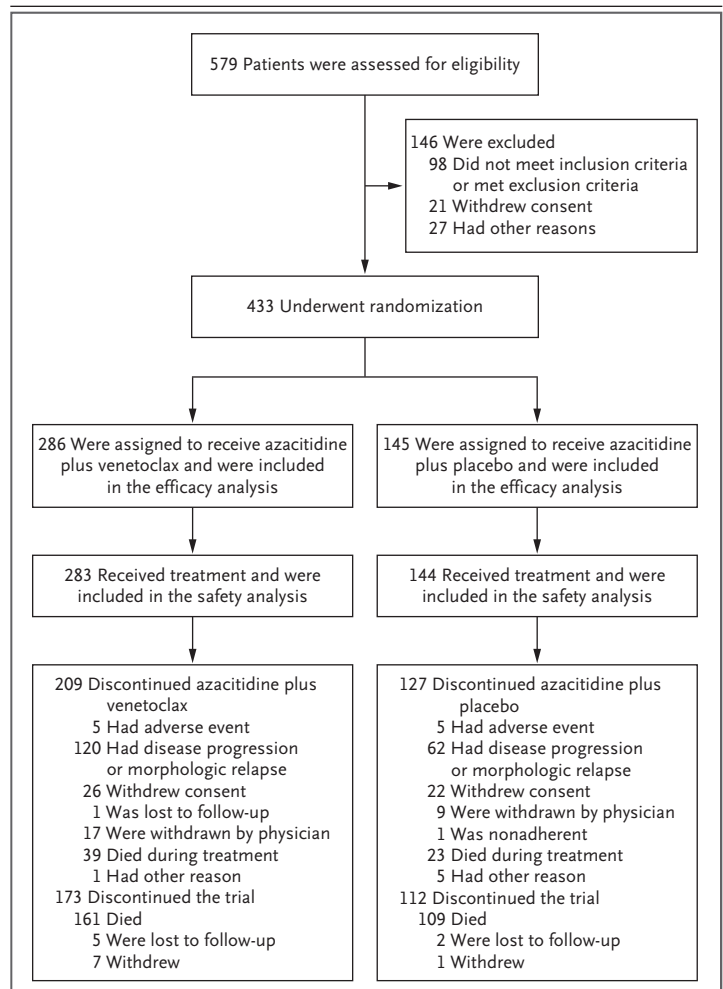 579 Patients were assessed for eligibility
146 Were excluded
98 Did not meet inclusion criteria
or met exclusion criteria
21 Withdrew consent
27 Had other reasons
433 Underwent randomization
286 Were assigned to receive azacitidine
plus venetoclax and were included
in the efficacy analysis
145 Were assigned to receive azacitidine
plus placebo and were included
in the efficacy analysis
283 Received treatment and were
included in the safety analysis
144 Received treatment and were
included in the safety analysis
209 Discontinued azacitidine plus
venetoclax
5 Had adverse event
120 Had disease progression
or morphologic relapse
26 Withdrew consent
1 Was lost to follow-up
17 Were withdrawn by physician
39 Died during treatment
1 Had other reason
173 Discontinued the trial
161 Died
5 Were lost to follow-up
7 Withdrew
127 Discontinued azacitidine plus
placebo
5 Had adverse event
62 Had disease progression
or morphologic relapse
22 Withdrew consent
9 Were withdrawn by physician
1 Was nonadherent
23 Died during treatment
5 Had other reason
112 Discontinued the trial
109 Died
2 Were lost to follow-up
1 Withdrew